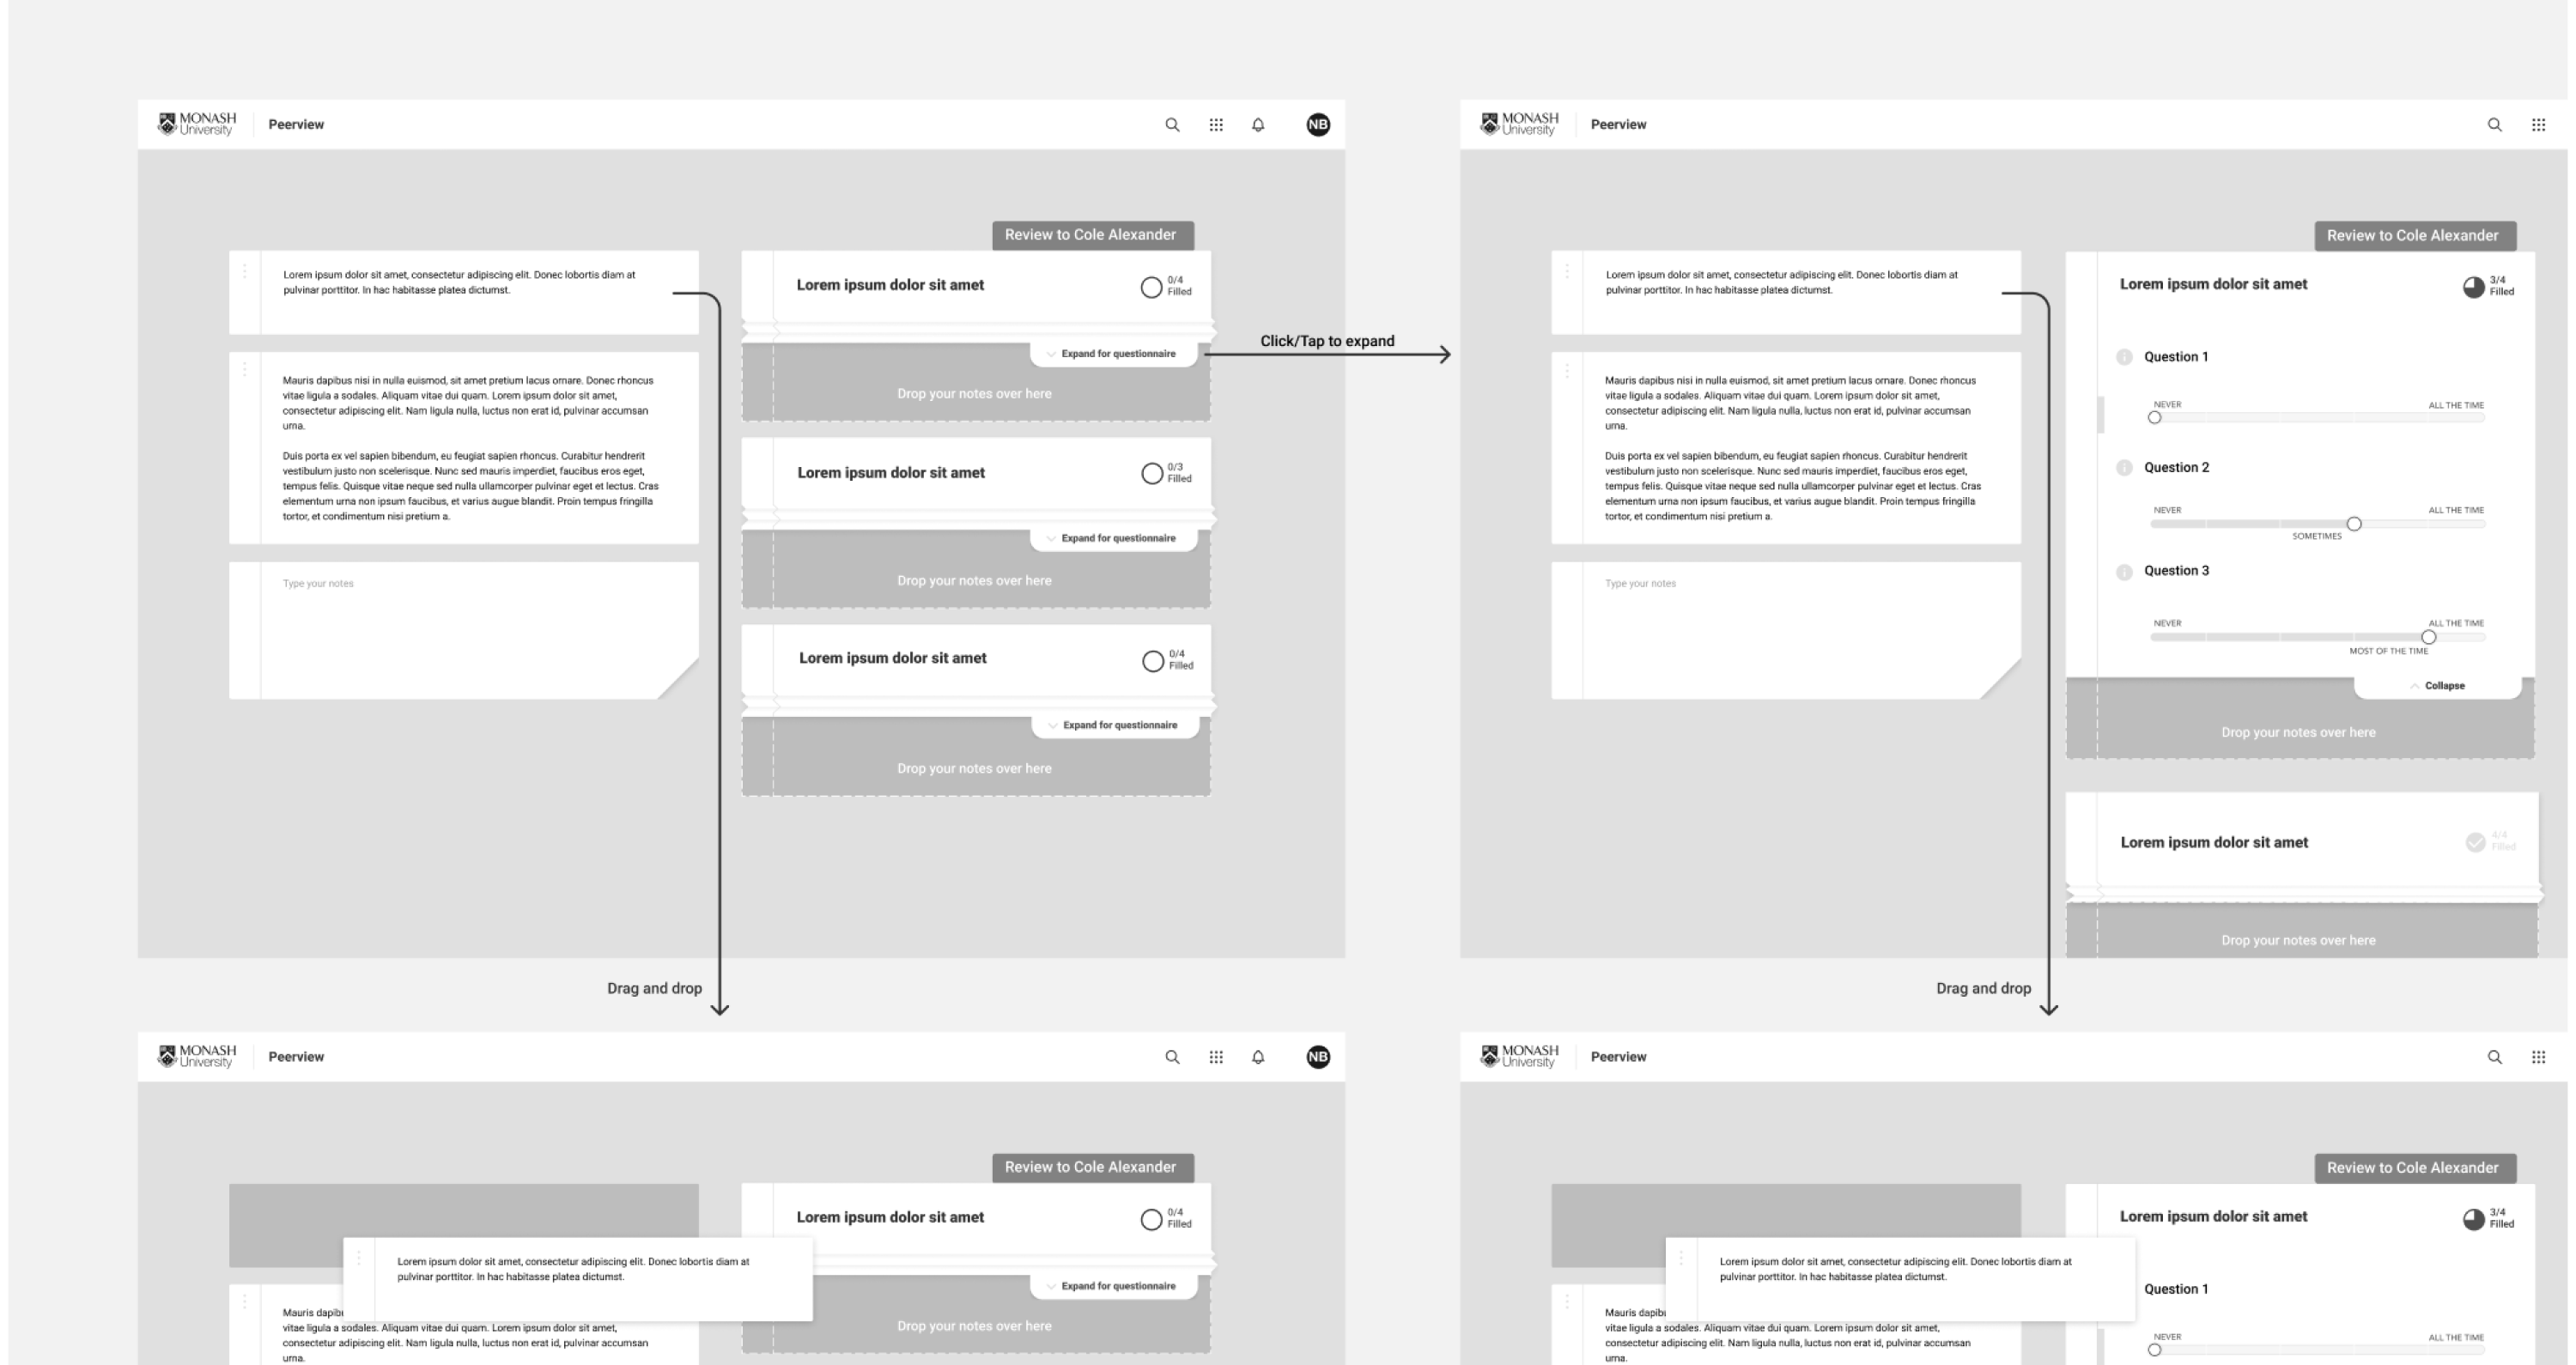 MONASH
University
Peerview
NB
Review to Cole Alexander
Lorem ipsum dolor sit amet, consectetur adipiscing elit. Donec lobortis diam at
pulvinar porttitor. In hac habitasse platea dictumst.
Mauris dapibus nisi in nulla euismod, sit amet pretium lacus ornare. Donec rhoncus
vitae ligula a sodales. Aliquam vitae dui quam. Lorem ipsum dolor sit amet,
consectetur adipiscing elit. Nam ligula nulla, luctus non erat id, pulvinar accumsan
urna.
Duis porta ex vel sapien bibendum, eu feugiat sapien rhoncus. Curabitur hendrerit
vestibulum justo non scelerisque. Nunc sed mauris imperdiet, faucibus eros eget,
tempus felis. Quisque vitae neque sed nulla ullamcorper pulvinar eget et lectus. Cras
elementum urna non ipsum faucibus, et varius augue blandit. Proin tempus fringilla
tortor, et condimentum nisi pretium a.
Type your notes
Lorem ipsum dolor sit amet
0/4
Filled
Expand for questionnaire
Drop your notes over here
Lorem ipsum dolor sit amet
0/3
Filled
Expand for questionnaire
Drop your notes over here
Lorem ipsum dolor sit amet
0/4
Filled
Expand for questionnaire
Drop your notes over here
Click/Tap to expand
Drag and drop
MONASH
University
Peerview
Review to Cole Alexander
Lorem ipsum dolor sit amet, consectetur adipiscing elit. Donec lobortis diam at
pulvinar porttitor. In hac habitasse platea dictumst.
Mauris dapibus nisi in nulla euismod, sit amet pretium lacus ornare. Donec rhoncus
vitae ligula a sodales. Aliquam vitae dui quam. Lorem ipsum dolor sit amet,
consectetur adipiscing elit. Nam ligula nulla, luctus non erat id, pulvinar accumsan
urna.
Duis porta ex vel sapien bibendum, eu feugiat sapien rhoncus. Curabitur hendrerit
vestibulum justo non scelerisque. Nunc sed mauris imperdiet, faucibus eros eget,
tempus felis. Quisque vitae neque sed nulla ullamcorper pulvinar eget et lectus. Cras
elementum urna non ipsum faucibus, et varius augue blandit. Proin tempus fringilla
tortor, et condimentum nisi pretium a.
Type your notes
Lorem ipsum dolor sit amet
3/4
Filled
Question 1
NEVER
ALL THE TIME
Question 2
NEVER
ALL THE TIME
SOMETIMES
Question 3
NEVER
ALL THE TIME
MOST OF THE TIME
Collapse
Drop your notes over here
Lorem ipsum dolor sit amet
4/4
Filled
Drop your notes over here
Drag and drop
MONASH
University
Peerview
NB
Review to Cole Alexander
Lorem ipsum dolor sit amet, consectetur adipiscing elit. Donec lobortis diam at
pulvinar porttitor. In hac habitasse platea dictumst.
Mauris dapibu
vitae ligula a sodales. Aliquam vitae dui quam. Lorem ipsum dolor sit amet,
consectetur adipiscing elit. Nam ligula nulla, luctus non erat id, pulvinar accumsan
urna.
Lorem ipsum dolor sit amet
0/4
Filled
Expand for questionnaire
Drop your notes over here
MONASH
University
Peerview
Review to Cole Alexander
Lorem ipsum dolor sit amet, consectetur adipiscing elit. Donec lobortis diam at
pulvinar porttitor. In hac habitasse platea dictumst.
Mauris dapibu
vitae ligula a sodales. Aliquam vitae dui quam. Lorem ipsum dolor sit amet,
consectetur adipiscing elit. Nam ligula nulla, luctus non erat id, pulvinar accumsan
urna.
Lorem ipsum dolor sit amet
3/4
Filled
Question 1
NEVER
ALL THE TIME